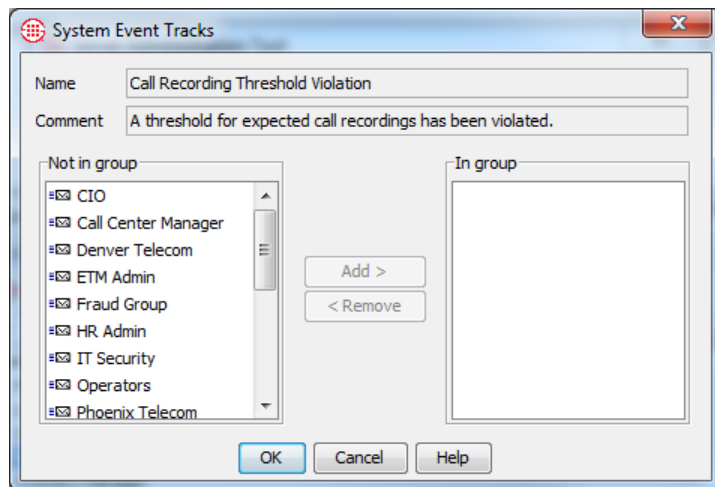 System Event Tracks
Name Call Recording Threshold Violation
Comment A threshold for expected call recordings has been violated.
Not in group
CIO
Call Center Manager
Denver Telecom
ETM Admin
Fraud Group
HR Admin
IT Security
Operators
Phoenix Telecom
Add >
< Remove
In group
OK Cancel Help